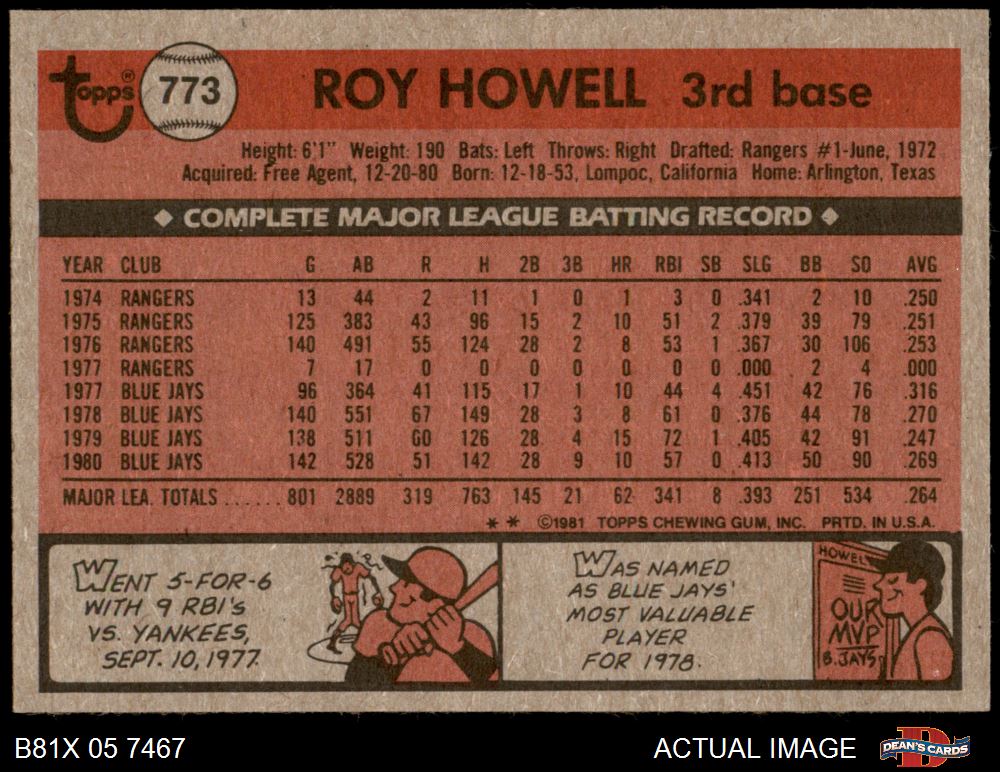 topps® 773 ROY HOWELL 3rd base
Height: 6'1" Weight: 190 Bats: Left Throws: Right Drafted: Rangers #1-June, 1972
Acquired: Free Agent, 12-20-80 Born: 12-18-53, Lompoc, California Home: Arlington, Texas
◆ COMPLETE MAJOR LEAGUE BATTING RECORD ◆
YEAR CLUB G AB R H 2B 3B HR RBI SB SLG BB SO AVG
1974 RANGERS 13 44 2 11 1 0 1 3 0 .341 2 10 .250
1975 RANGERS 125 383 43 96 15 2 10 51 2 .379 39 79 .251
1976 RANGERS 140 491 55 124 28 2 8 53 1 .367 30 106 .253
1977 RANGERS 7 17 0 0 0 0 0 0 0 .000 2 4 .000
1977 BLUE JAYS 96 364 41 115 17 1 10 44 4 .451 42 76 .316
1978 BLUE JAYS 140 551 67 149 28 3 8 61 0 .376 44 78 .270
1979 BLUE JAYS 138 511 60 126 28 4 15 72 1 .405 42 91 .247
1980 BLUE JAYS 142 528 51 142 28 9 10 57 0 .413 50 90 .269
MAJOR LEA. TOTALS ...... 801 2889 319 763 145 21 62 341 8 .393 251 534 .264
* * ©1981 TOPPS CHEWING GUM, INC. PRTD. IN U.S.A.
WENT 5-FOR-6
WITH 9 RBI'S
VS. YANKEES,
SEPT. 10, 1977.
WAS NAMED
AS BLUE JAYS'
MOST VALUABLE
PLAYER
FOR 1978.
HOWELL
OUR
MVP
B.JAYS
B81X 05 7467 ACTUAL IMAGE DEAN'S CARDS